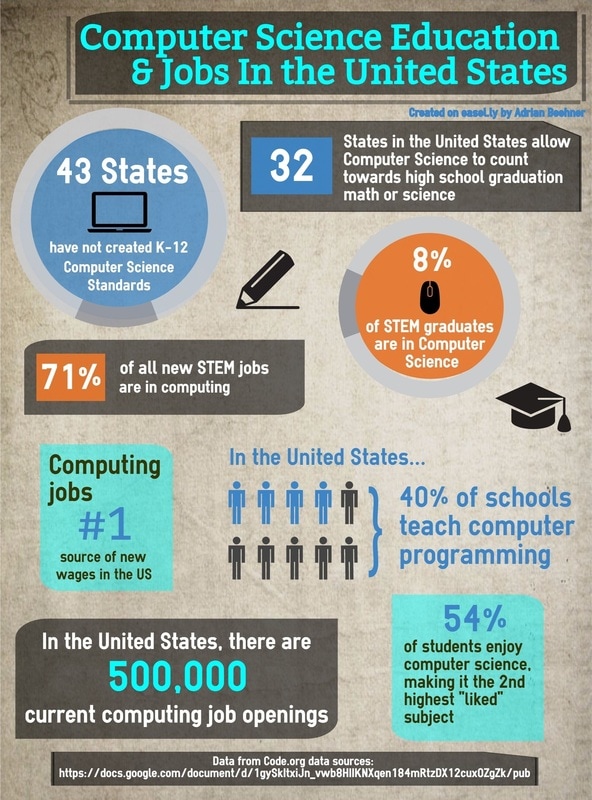 Computer Science Education
& Jobs In the United States
Created on easel.ly by Adrian Beehner
43 States
have not created K-12
Computer Science
Standards
32
States in the United States allow
Computer Science to count
towards high school graduation
math or science
8%
of STEM graduates
are in Computer
Science
71%
of all new STEM jobs
are in computing
Computing
jobs
#1
source of new
wages in the US
In the United States...
40% of schools
teach computer
programming
54%
of students enjoy
computer science,
making it the 2nd
highest "liked"
subject
In the United States, there are
500,000
current computing job openings
Data from Code.org data sources:
https://docs.google.com/document/d/1gySkItxiJn_vwb8HIIKNXqen184mRtzDX12cux0ZgZk/pub